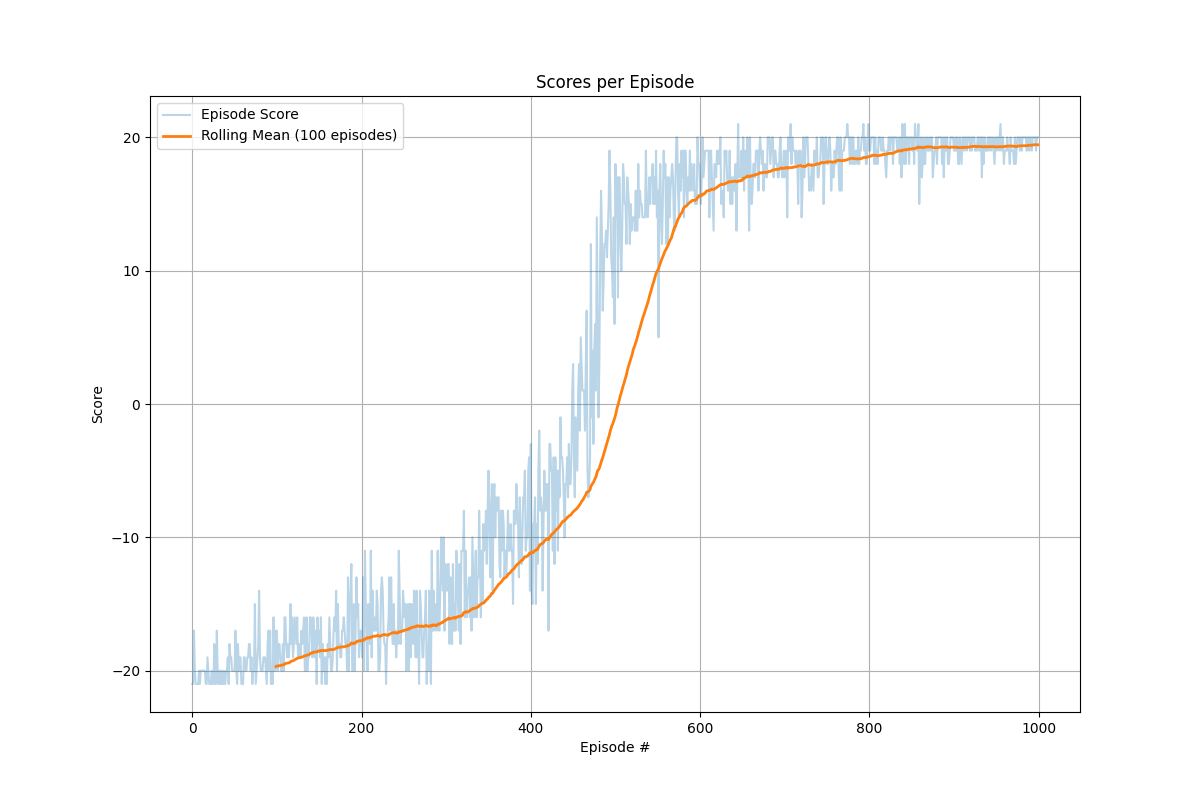 Scores per Episode
Episode Score
Rolling Mean (100 episodes)
20
10
0
−10
−20
Score
0 200 400 600 800 1000
Episode #